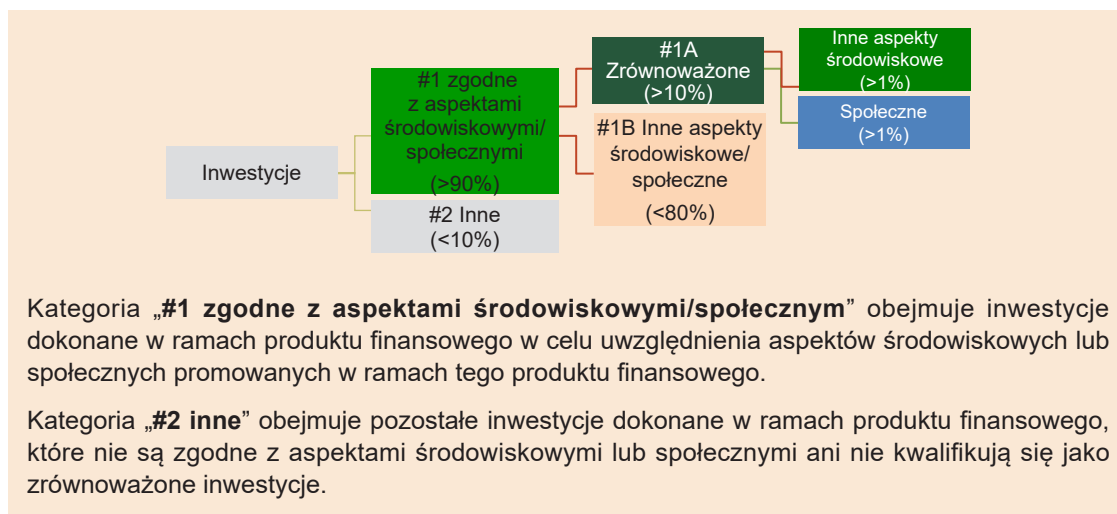 Inwestycje
#1 zgodne
z aspektami
środowiskowymi/
społecznymi
(>90%)
#2 Inne
(<10%)
#1A
Zrównoważone
(>10%)
#1B Inne aspekty
środowiskowe/
społeczne
(<80%)
Inne aspekty
środowiskowe
(>1%)
Społeczne
(>1%)
Kategoria „#1 zgodne z aspektami środowiskowymi/społecznym” obejmuje inwestycje
dokonane w ramach produktu finansowego w celu uwzględnienia aspektów środowiskowych lub
społecznych promowanych w ramach tego produktu finansowego.
Kategoria „#2 inne” obejmuje pozostałe inwestycje dokonane w ramach produktu finansowego,
które nie są zgodne z aspektami środowiskowymi lub społecznymi ani nie kwalifikują się jako
zrównoważone inwestycje.